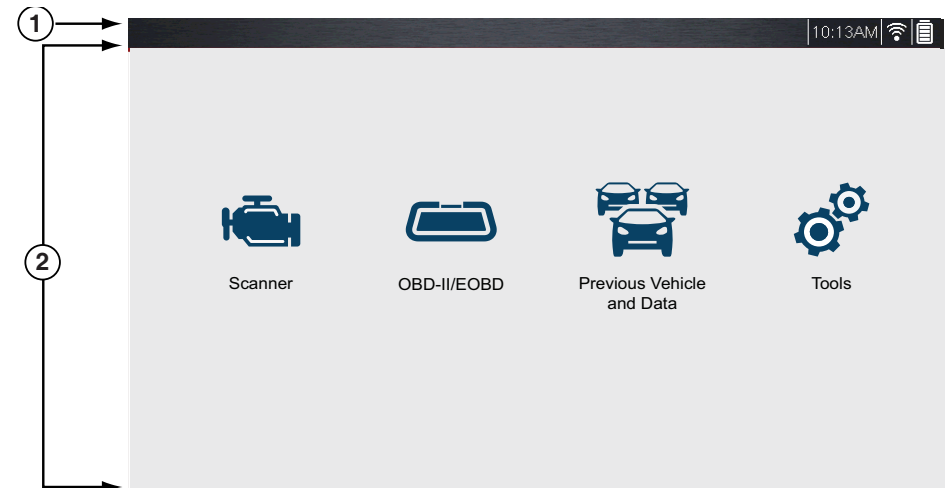 1
10:13AM
2
Scanner
OBD-II/EOBD
Previous Vehicle
and Data
Tools